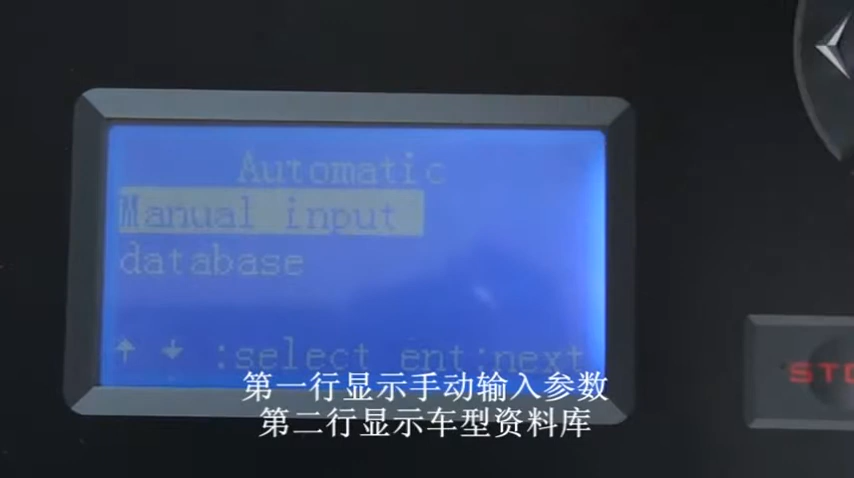 Automatic
Manual input
database
↑ ↓ :select ent:next
第一行显示手动输入参数
第二行显示车型资料库